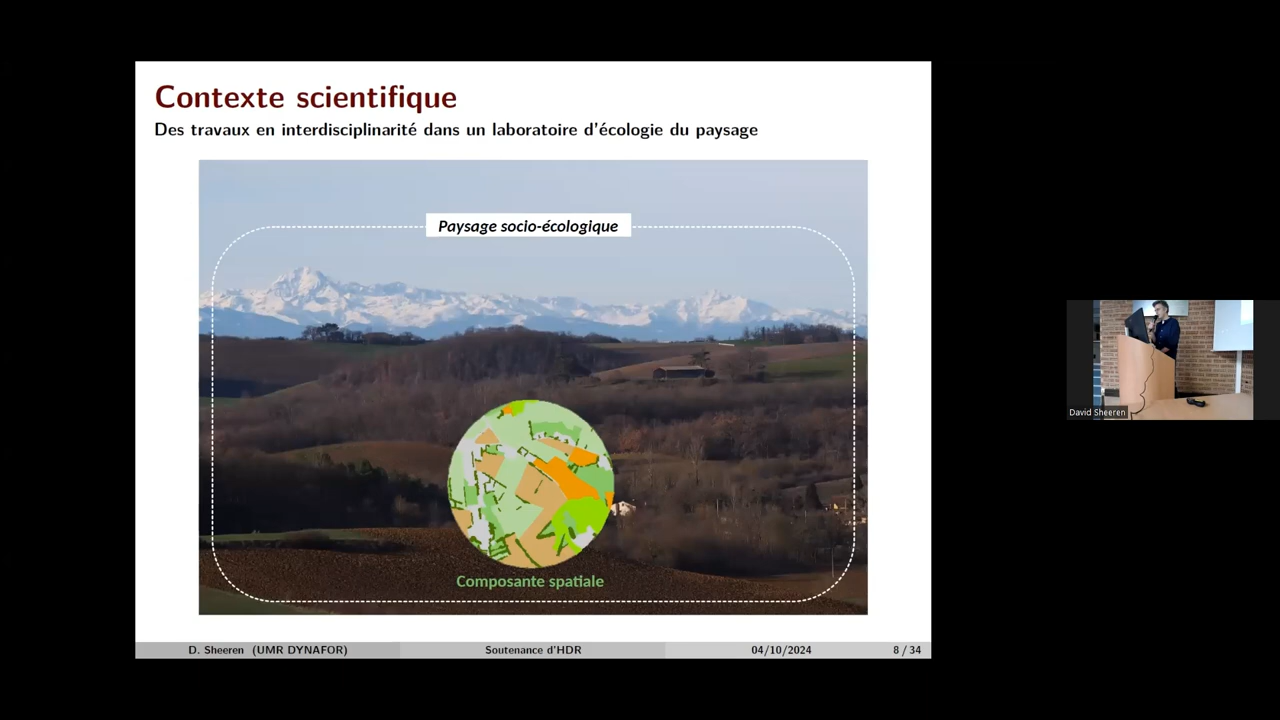 Contexte scientifique
Des travaux en interdisciplinarité dans un laboratoire d'écologie du paysage
Paysage socio-écologique
Composante spatiale
D. Sheeren (UMR DYNAFOR)
Soutenance d'HDR
04/10/2024
8 / 34
David Sheeren